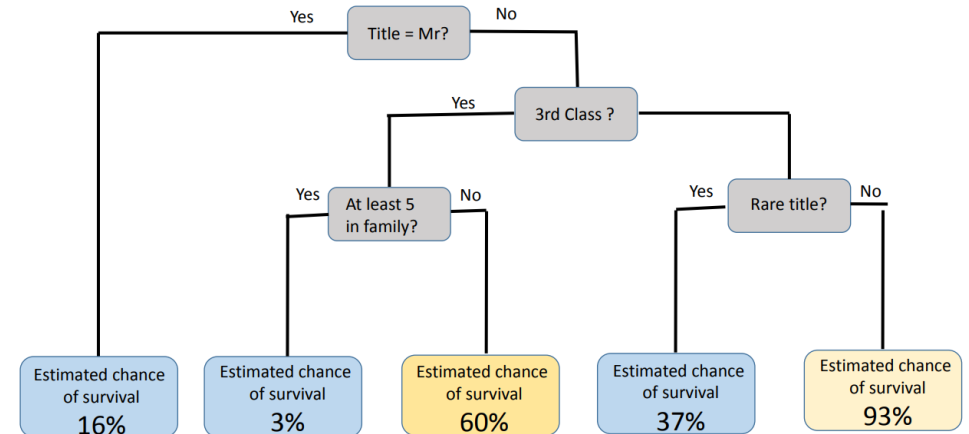 Yes
No
Title = Mr?
Yes
3rd Class ?
Yes
At least 5
in family?
No
Yes
Rare title?
No
Estimated chance
of survival
16%
Estimated chance
of survival
3%
Estimated chance
of survival
60%
Estimated chance
of survival
37%
Estimated chance
of survival
93%